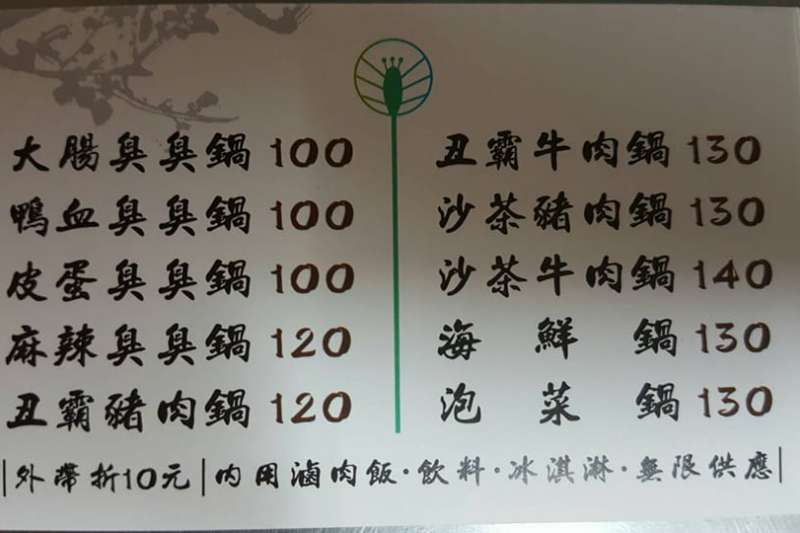 大腸臭臭鍋 100
鴨血臭臭鍋 100
皮蛋臭臭鍋 100
麻辣臭臭鍋 120
丑霸豬肉鍋 120
丑霸牛肉鍋 130
沙茶豬肉鍋 130
沙茶牛肉鍋 140
海鮮鍋 130
泡菜鍋 130
|外帶折10元|內用滷肉飯·飲料·冰淇淋·無限供應|